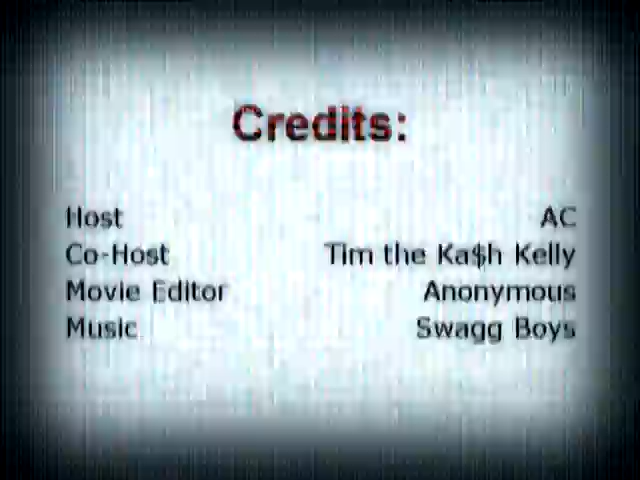 Credits:
Host AC
Co-Host Tim the Ka$h Kelly
Movie Editor Anonymous
Music Swagg Boys